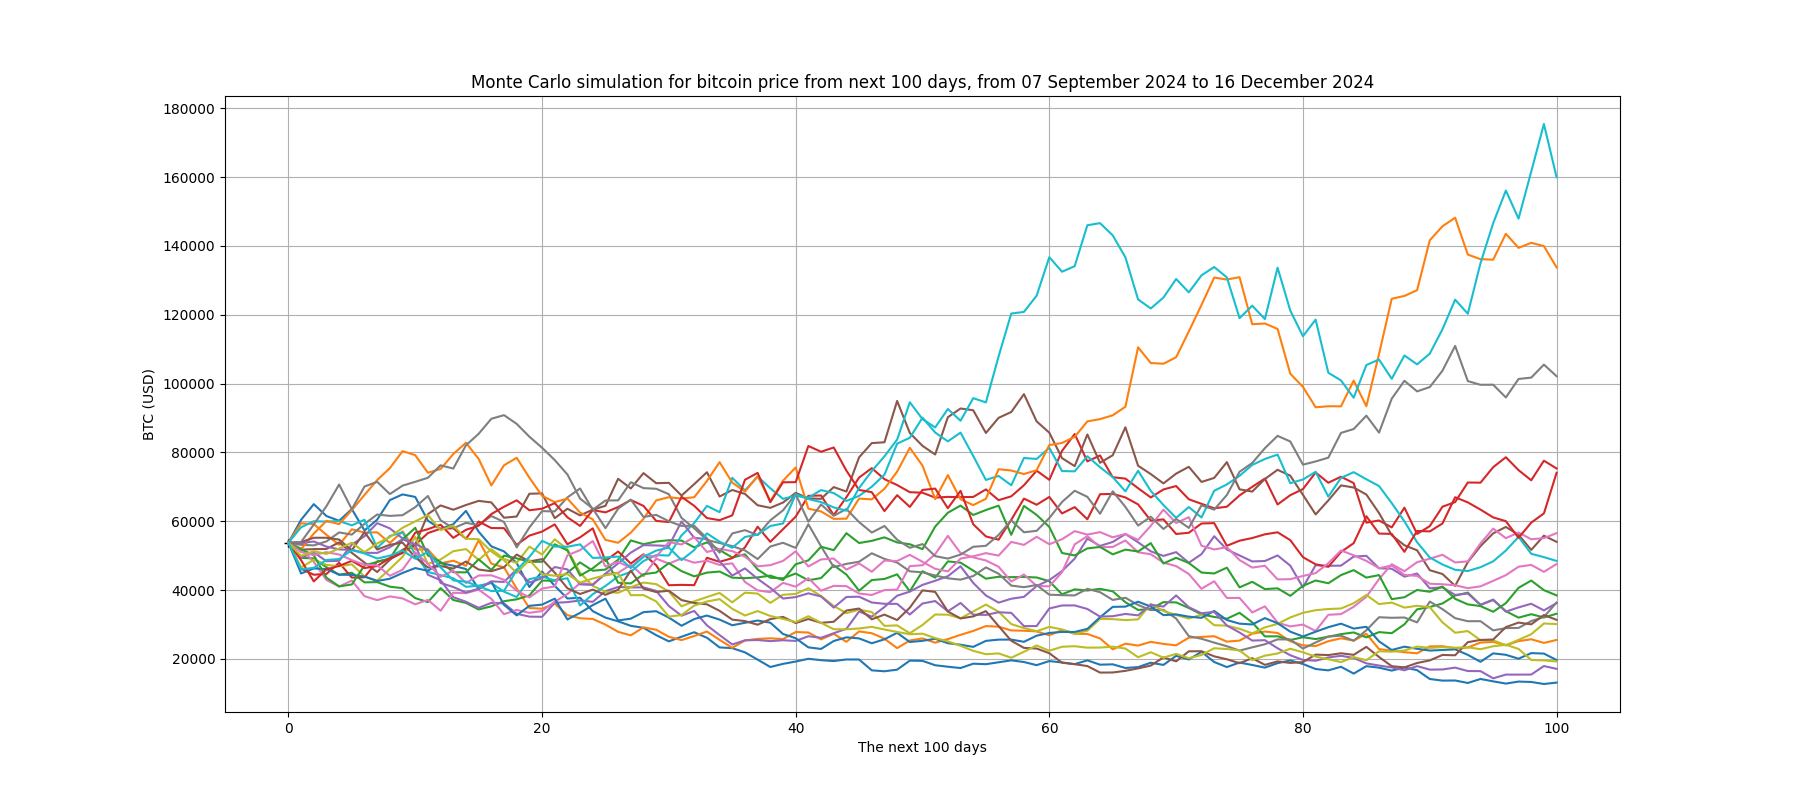 Monte Carlo simulation for bitcoin price from next 100 days, from 07 September 2024 to 16 December 2024
180000
160000
140000
120000
100000
80000
60000
40000
20000
BTC (USD)
0 20 40 60 80 100
The next 100 days